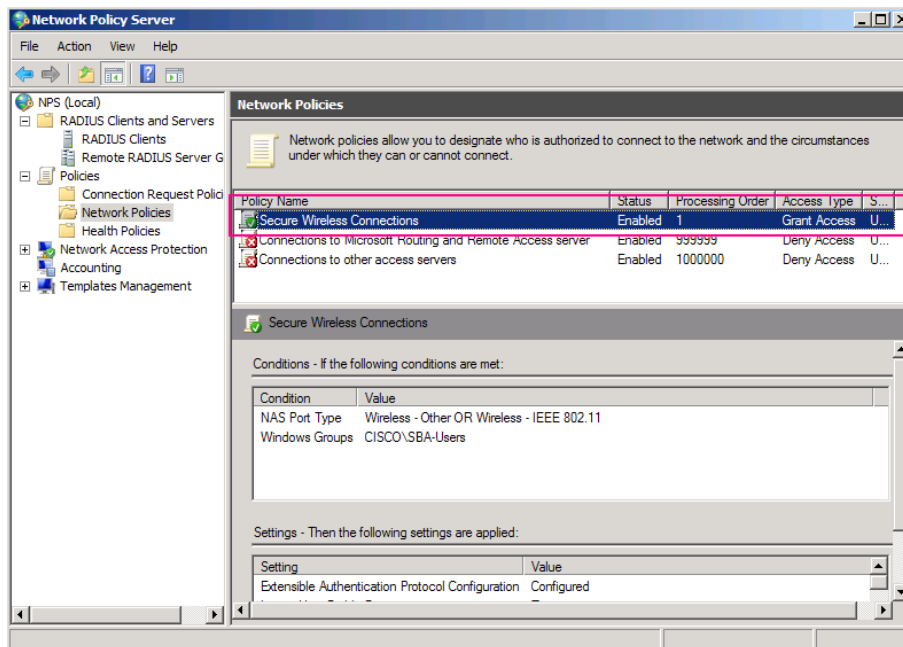 Network Policy Server
File Action View Help
NPS (Local)
RADIUS Clients and Servers
RADIUS Clients
Remote RADIUS Server G
Policies
Connection Request Polici
Network Policies
Health Policies
Network Access Protection
Accounting
Templates Management
Network Policies
Network policies allow you to designate who is authorized to connect to the network and the circumstances
under which they can or cannot connect.
Policy Name Status Processing Order Access Type S...
Secure Wireless Connections Enabled 1 Grant Access U...
Connections to Microsoft Routing and Remote Access server Enabled 999999 Deny Access U...
Connections to other access servers Enabled 1000000 Deny Access U...
Secure Wireless Connections
Conditions - If the following conditions are met:
Condition Value
NAS Port Type Wireless - Other OR Wireless - IEEE 802.11
Windows Groups CISCO\SBA-Users
Settings - Then the following settings are applied:
Setting Value
Extensible Authentication Protocol Configuration Configured